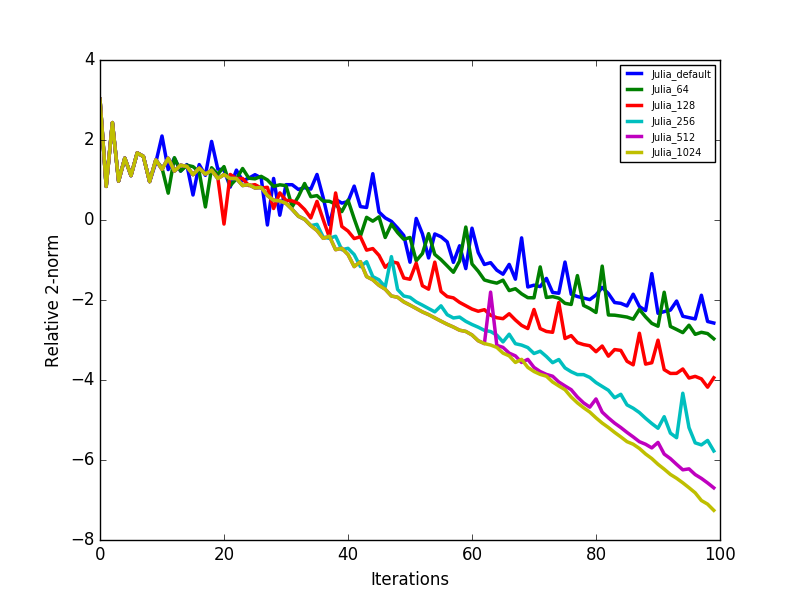 4
2
0
−2
−4
−6
−8
0 20 40 60 80 100
Relative 2-norm
Iterations
Julia_default
Julia_64
Julia_128
Julia_256
Julia_512
Julia_1024